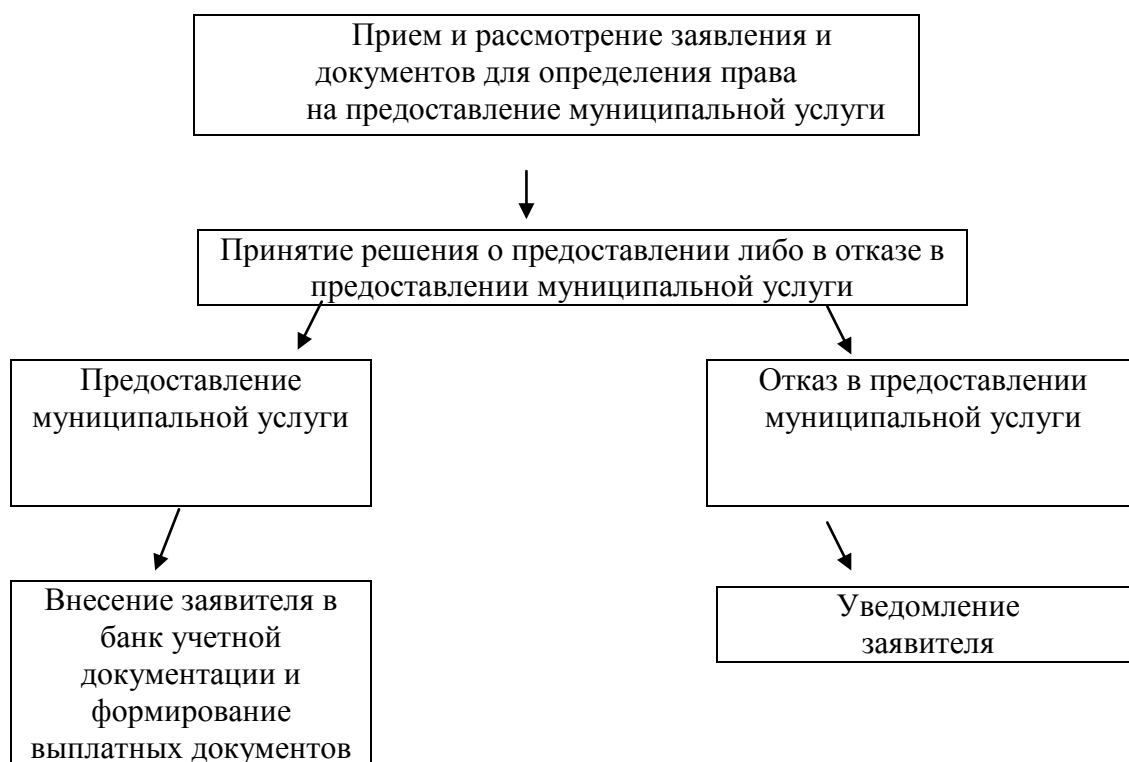 Прием и рассмотрение заявления и
документов для определения права
на предоставление муниципальной услуги
Принятие решения о предоставлении либо в отказе в
предоставлении муниципальной услуги
Предоставление
муниципальной услуги
Отказ в предоставлении
муниципальной услуги
Внесение заявителя в
банк учетной
документации и
формирование
выплатных документов
Уведомление
заявителя